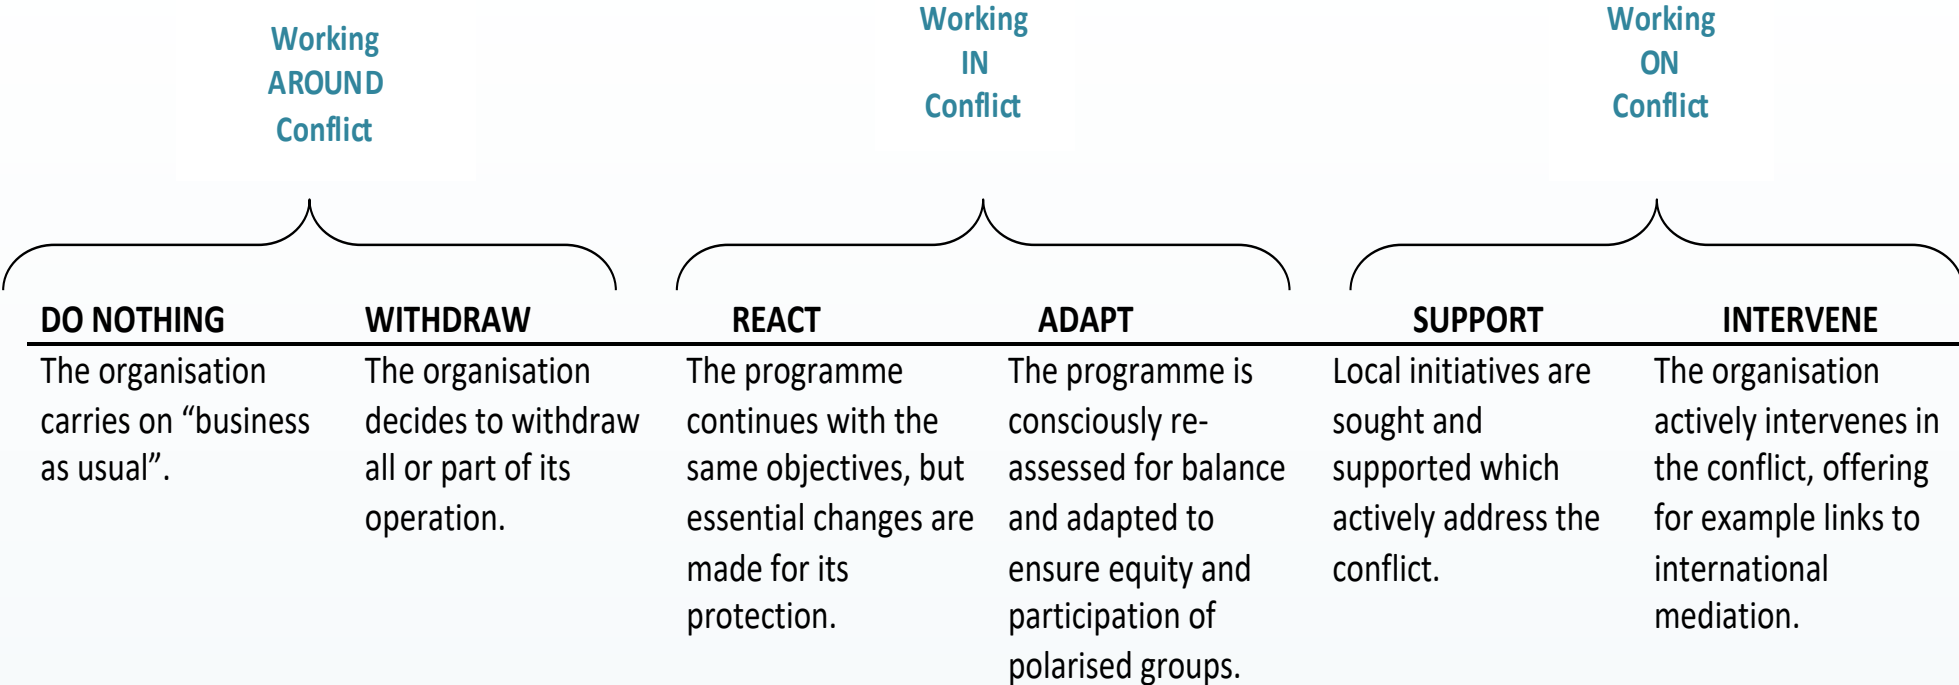 Working
AROUND
Conflict
Working
IN
Conflict
Working
ON
Conflict
DO NOTHING
The organisation
carries on “business
as usual”.
WITHDRAW
The organisation
decides to withdraw
all or part of its
operation.
REACT
The programme
continues with the
same objectives, but
essential changes are
made for its
protection.
ADAPT
The programme is
consciously re-
assessed for balance
and adapted to
ensure equity and
participation of
polarised groups.
SUPPORT
Local initiatives are
sought and
supported which
actively address the
conflict.
INTERVENE
The organisation
actively intervenes in
the conflict, offering
for example links to
international
mediation.